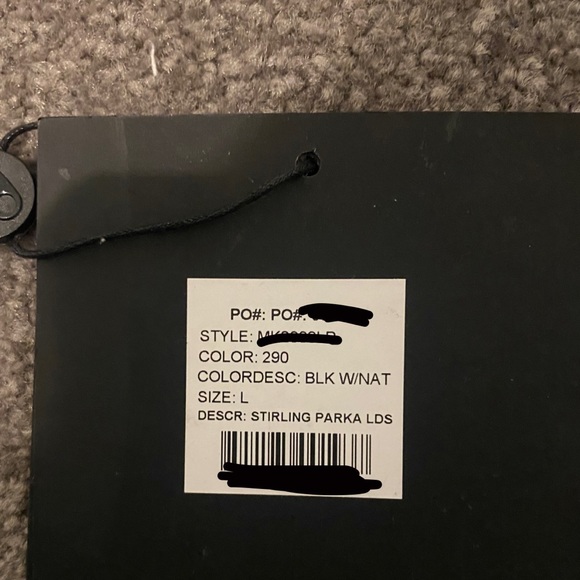 PO#: PO#:
STYLE:
COLOR: 290
COLORDESC: BLK W/NAT
SIZE: L
DESCR: STIRLING PARKA LDS